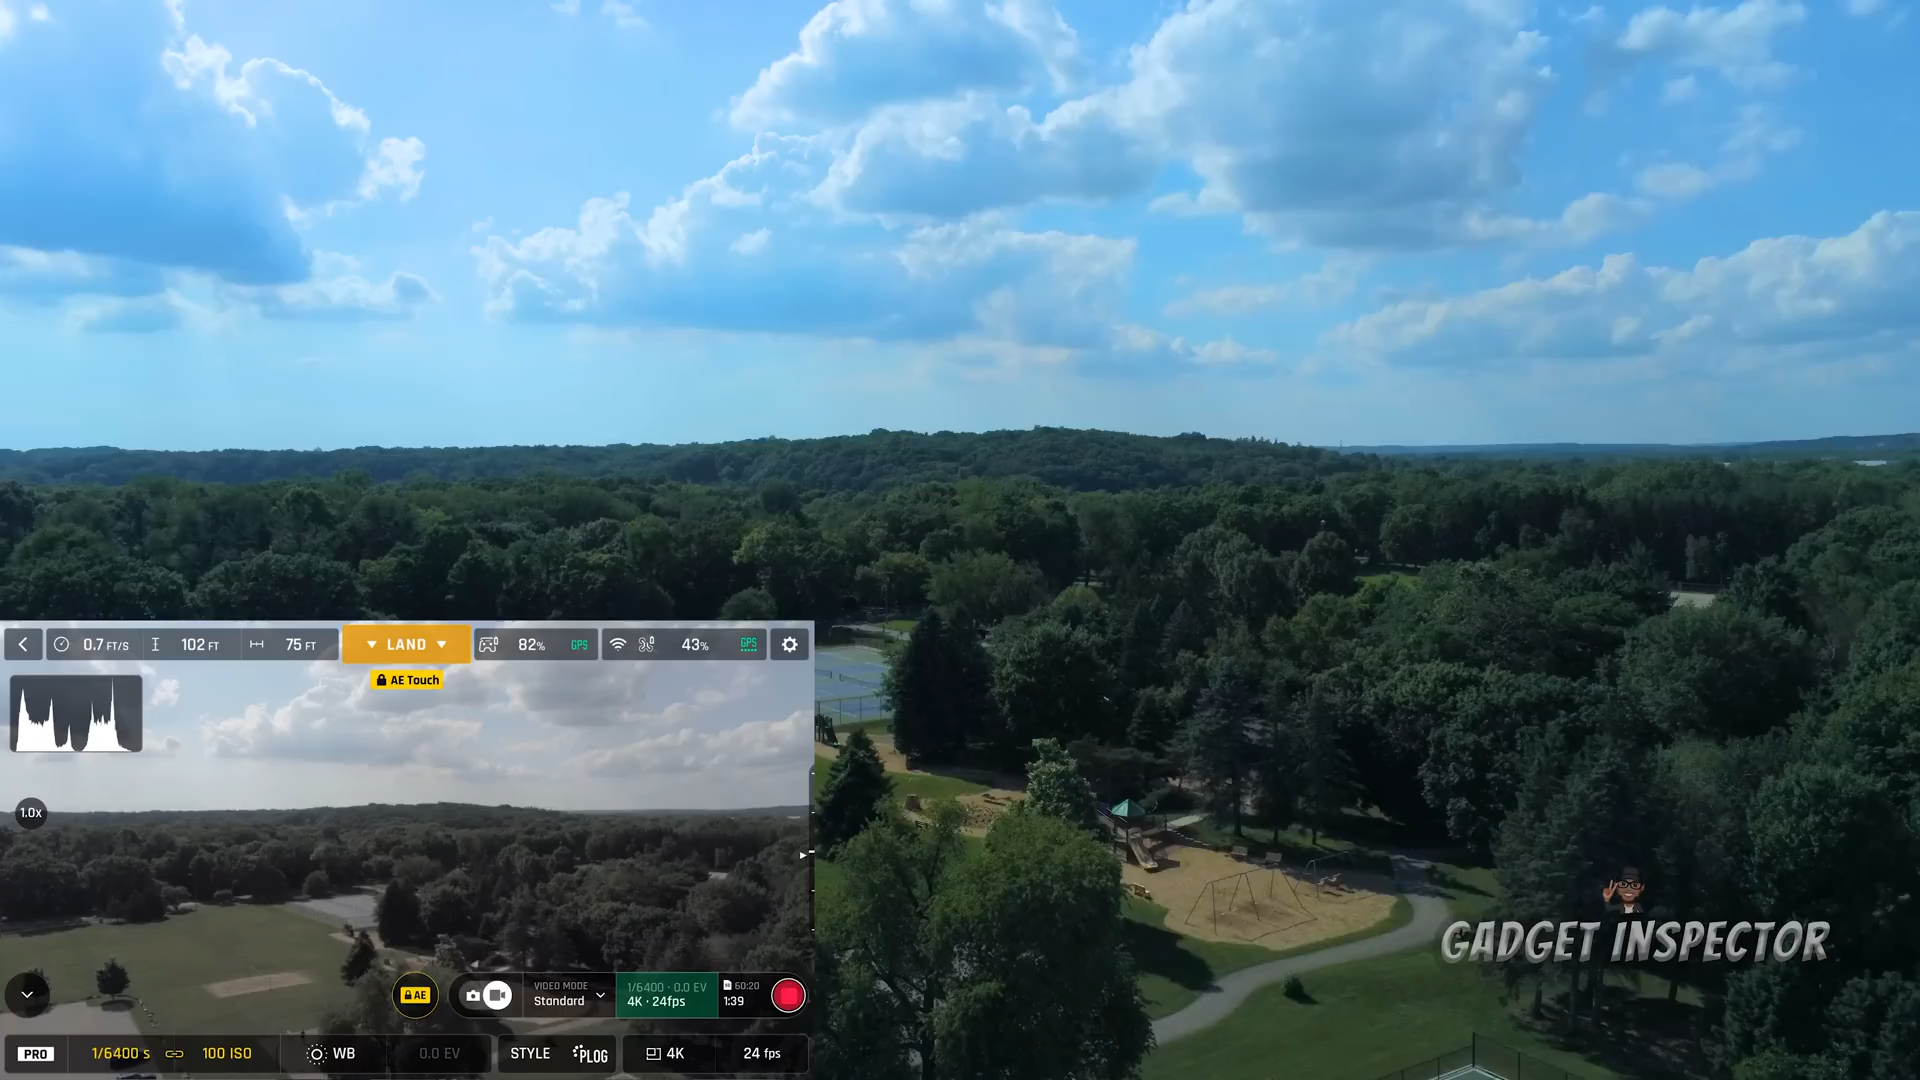 0.7 FT/S 102 FT 75 FT LAND 82% GPS 43% GPS
AE Touch
1.0x
GADGET INSPECTOR
AE
VIDEO MODE
Standard
1/6400 · 0.0 EV
4K · 24fps
60:20
1:39
PRO 1/6400 s 100 ISO WB 0.0 EV STYLE PLOG 4K 24 fps